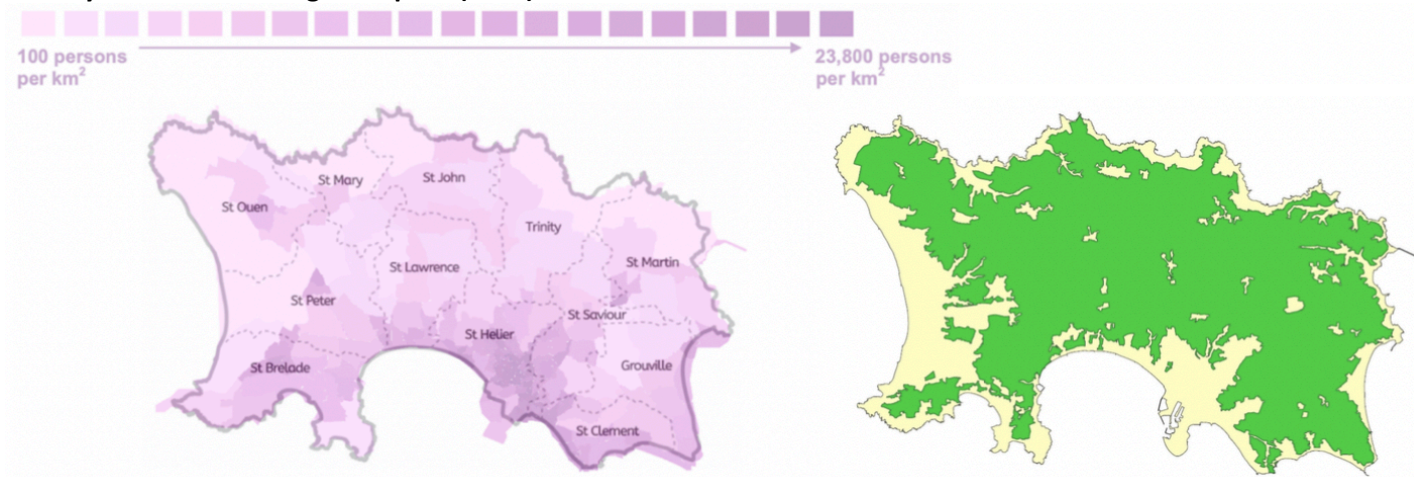 100 persons
per km²
23,800 persons
per km²
St Mary
St John
St Ouen
Trinity
St Lawrence
St Martin
St Peter
St Saviour
St Helier
St Brelade
Grouville
St Clement